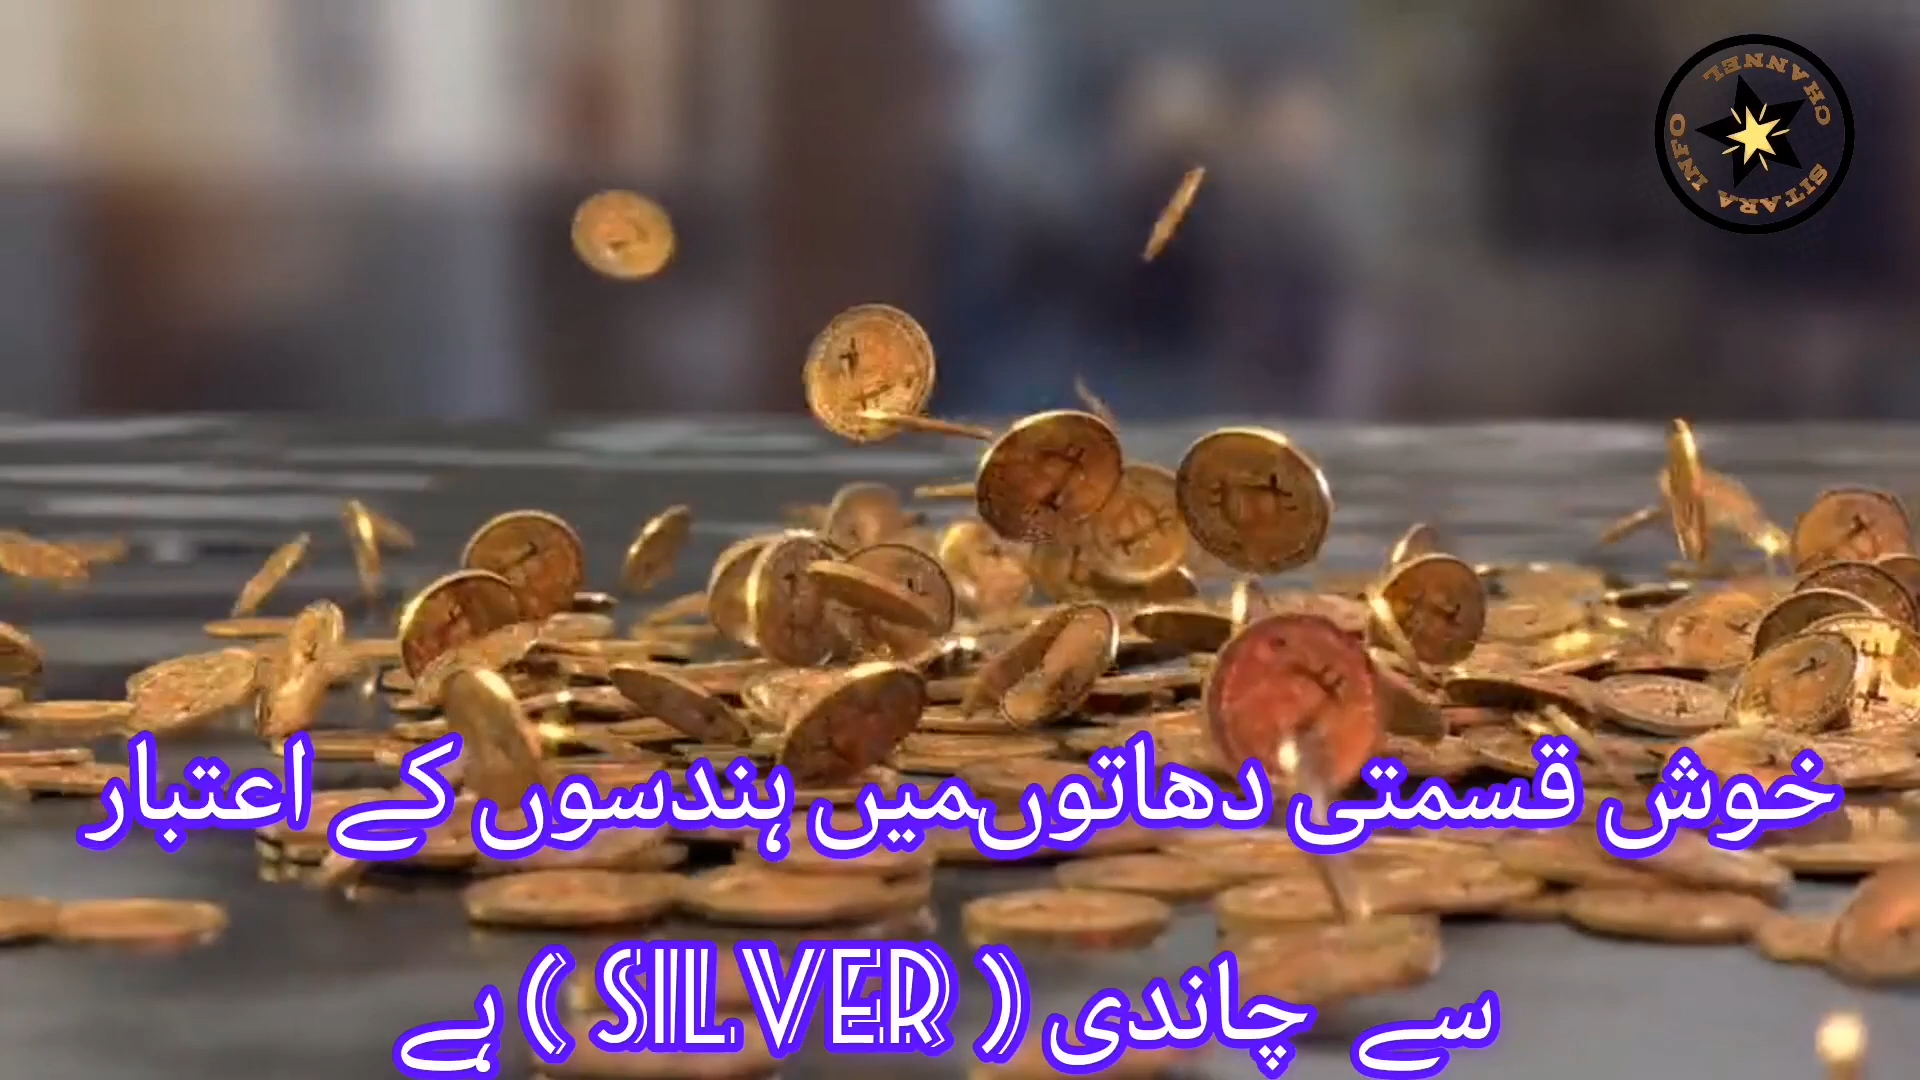 SITARA INFO CHANNEL
خوش قسمتی دھاتوں میں ہندسوں کے اعتبار
سے چاندی ( SILVER ) ہے